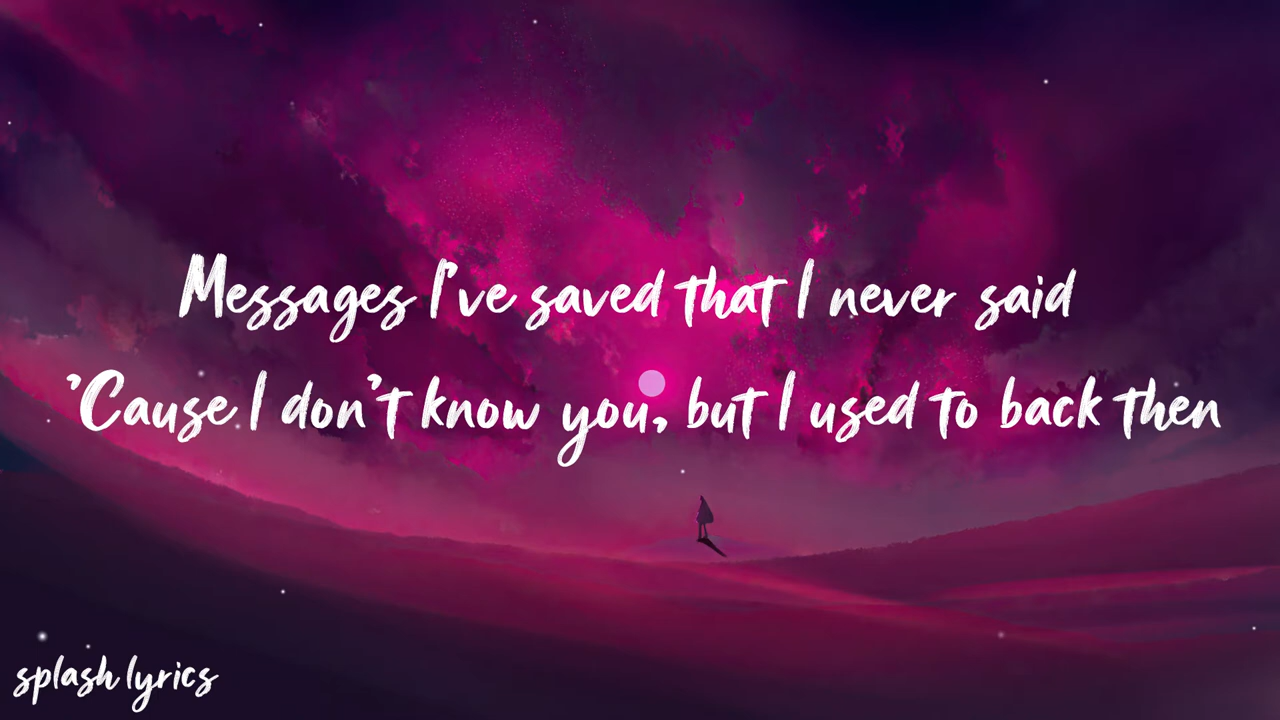 Messages I've saved that I never said
'Cause I don't know you, but I used to back then
splash lyrics